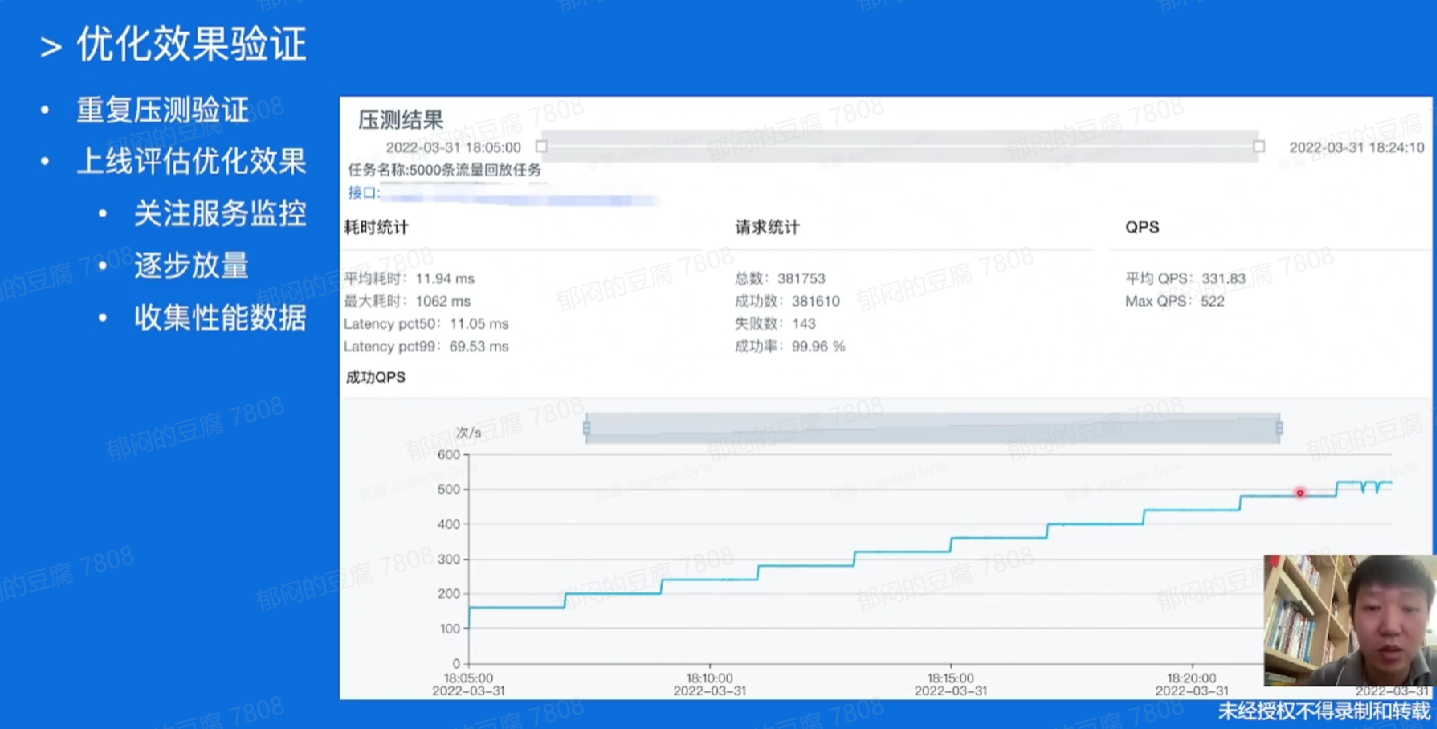 > 优化效果验证
• 重复压测验证
• 上线评估优化效果
• 关注服务监控
• 逐步放量
• 收集性能数据
压测结果
2022-03-31 18:05:00
2022-03-31 18:24:10
任务名称:5000条流量回放任务
接口:
耗时统计
平均耗时: 11.94 ms
最大耗时: 1062 ms
Latency pct50: 11.05 ms
Latency pct99: 69.53 ms
请求统计
总数: 381753
成功数: 381610
失败数: 143
成功率: 99.96 %
QPS
平均 QPS: 331.83
Max QPS: 522
成功QPS
次/s
600
500
400
300
200
100
0
18:05:00
2022-03-31
18:10:00
2022-03-31
18:15:00
2022-03-31
18:20:00
2022-03-31
2022-03-31
未经授权不得录制和转载
郁闷的豆腐 7808